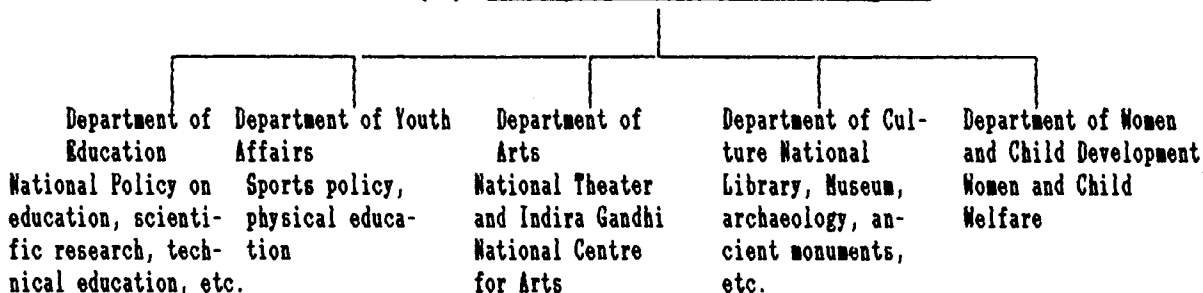 Department of Education
National Policy on
education, scienti-
fic research, tech-
nical education, etc.
Department of Youth
Affairs
Sports policy,
physical educa-
tion
Department of
Arts
National Theater
and Indira Gandhi
National Centre
for Arts
Department of Cul-
ture National
Library, Museum,
archaeology, an-
cient monuments,
etc.
Department of Women
and Child Development
Women and Child
Welfare